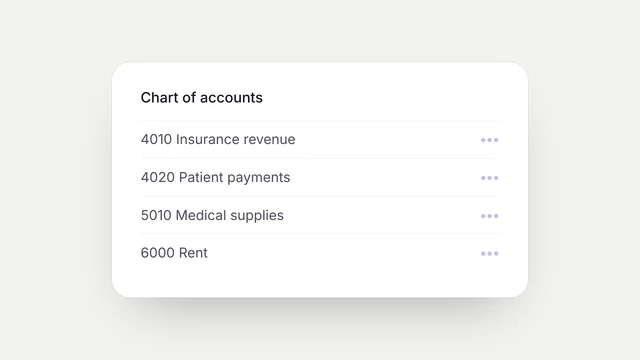 Chart of accounts
4010 Insurance revenue
4020 Patient payments
5010 Medical supplies
6000 Rent